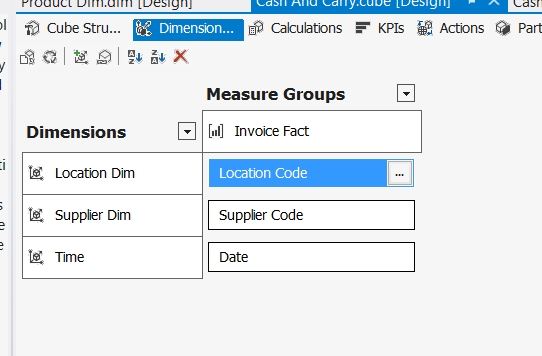 Product Dim.dim [Design]
Cash And Carry.cube [Design]
Cash
Cube Stru...
Dimension...
Calculations
KPIs
Actions
Part
Measure Groups
Dimensions
Invoice Fact
Location Dim
Location Code
...
Supplier Dim
Supplier Code
Time
Date